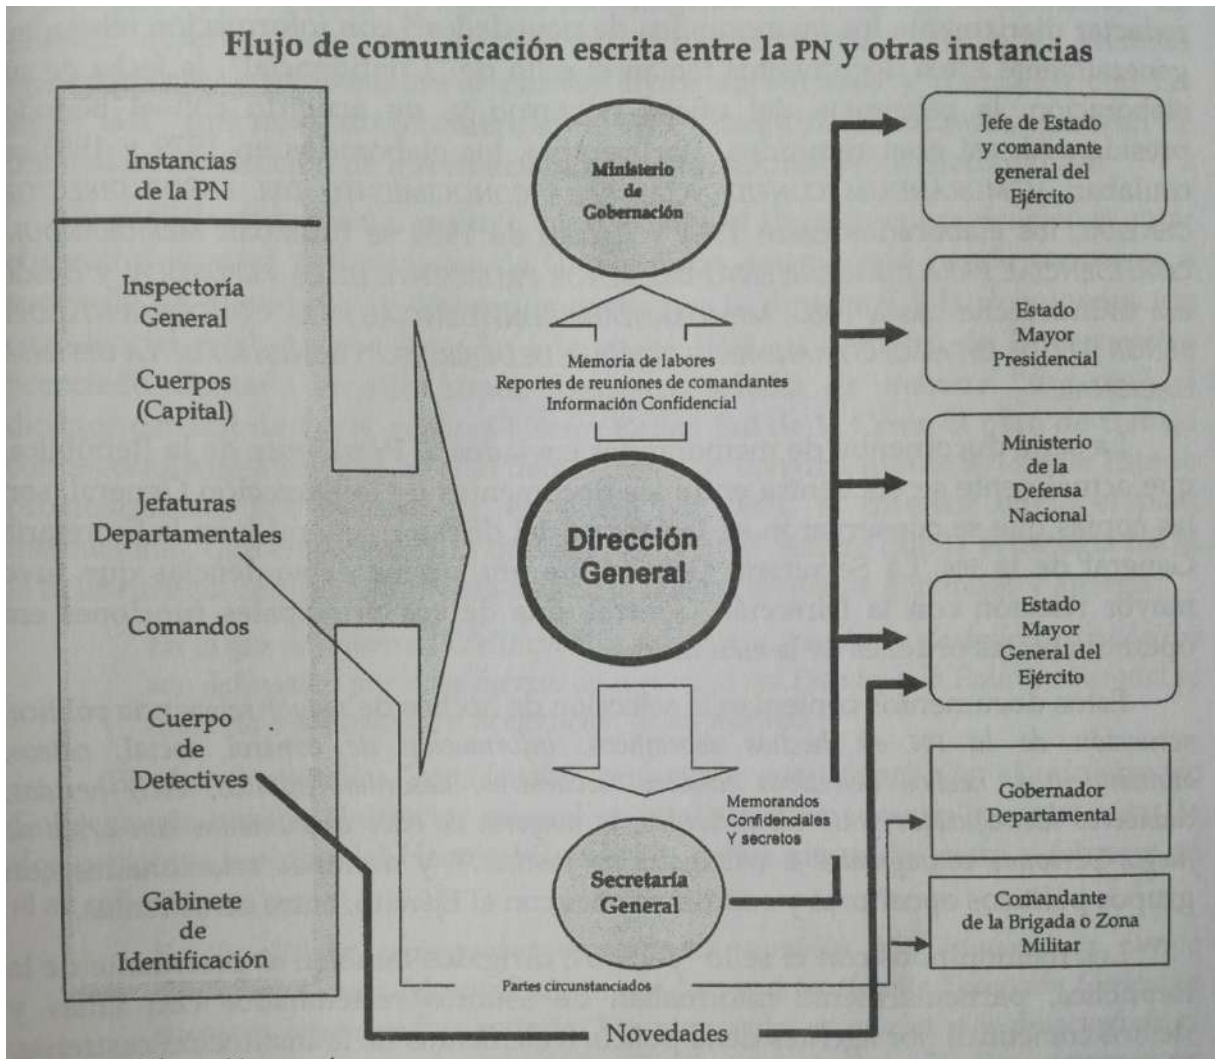 Flujo de comunicación escrita entre la PN y otras instancias
Instancias
de la PN
Inspectoría
General
Cuerpos
(Capital)
Jefaturas
Departamentales
Comandos
Cuerpo
de
Detectives
Gabinete
de
Identificación
Ministerio
de
Gobernación
Memoria de labores
Reportes de reuniones de comandantes
Información Confidencial
Dirección
General
Memorandos
Confidenciales
Y secretos
Secretaría
General
Partes circunstanciados
Novedades
Jefe de Estado
y comandante
general del
Ejército
Estado
Mayor
Presidencial
Ministerio
de la
Defensa
Nacional
Estado
Mayor
General del
Ejército
Gobernador
Departamental
Comandante
de la Brigada o Zona
Militar